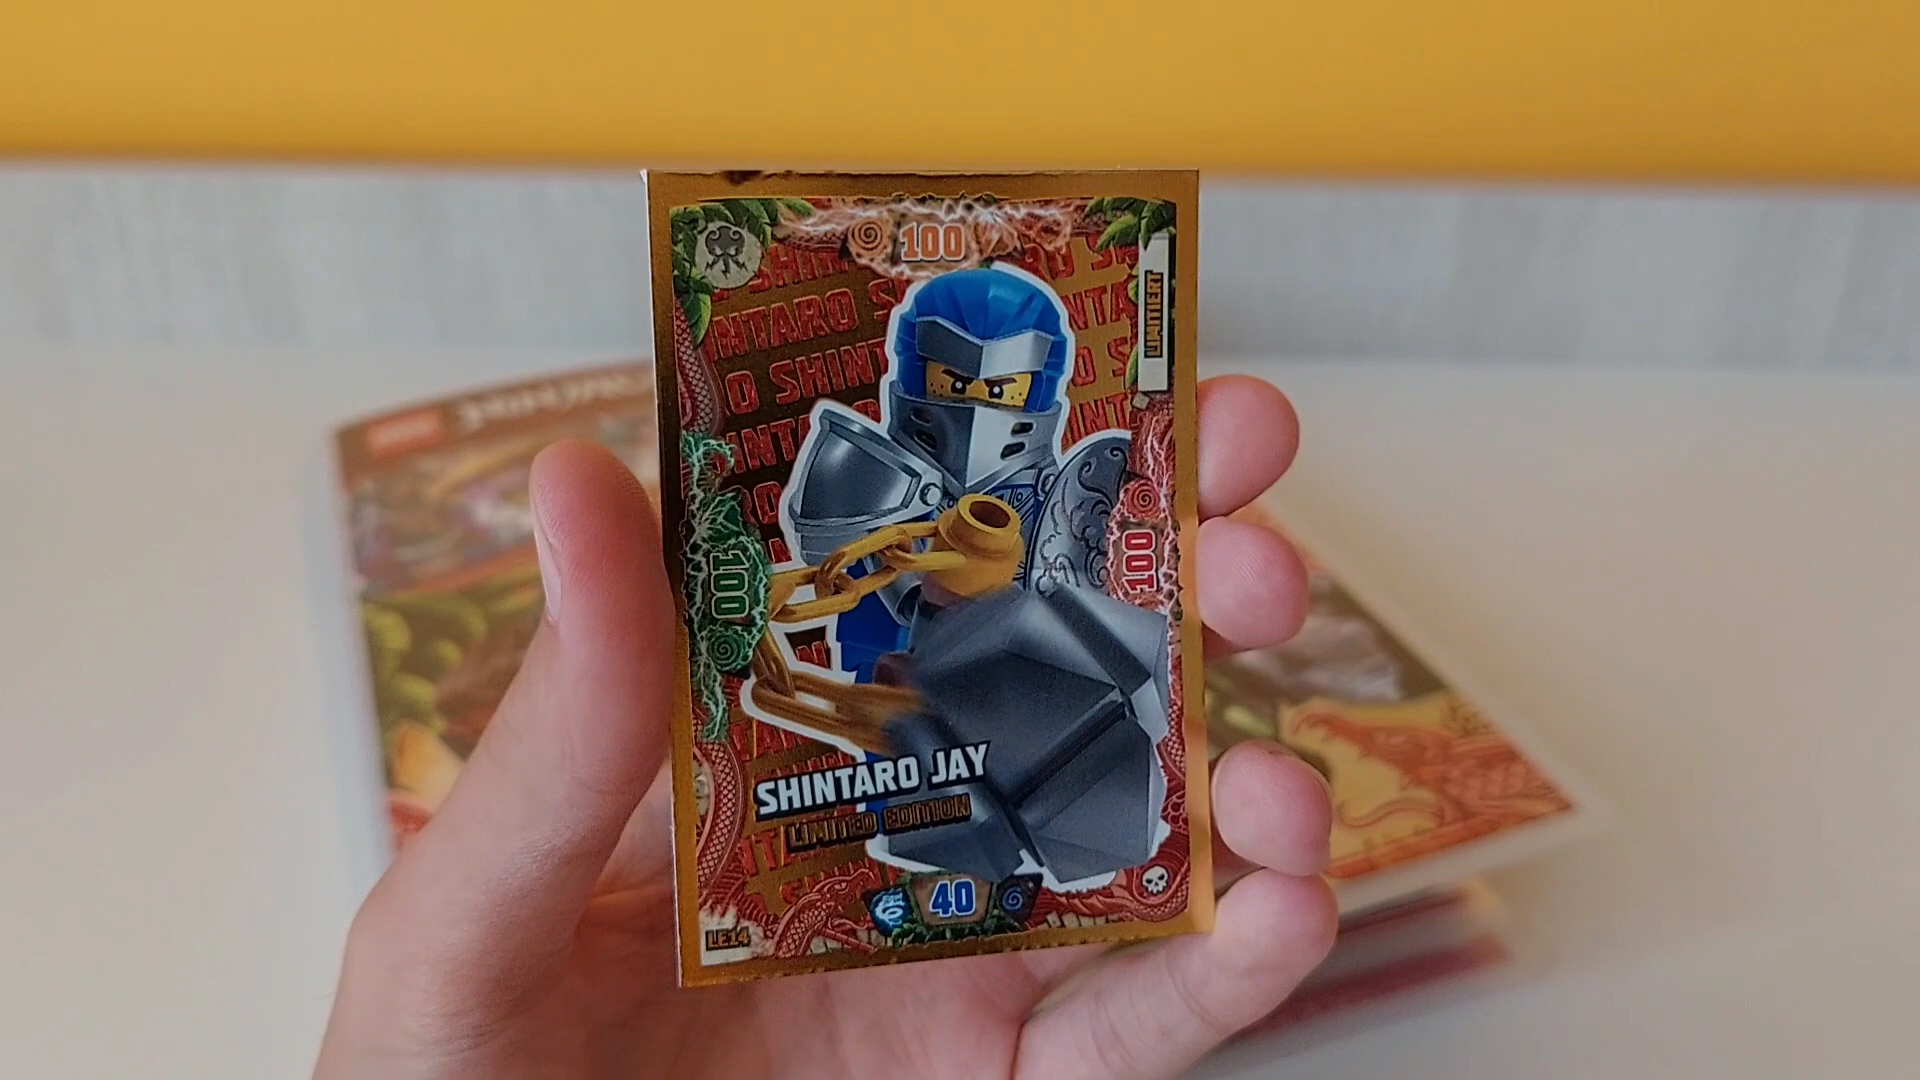 100
LIMITIERT
100
100
SHINTARO JAY
LIMITED EDITION
40
LE14